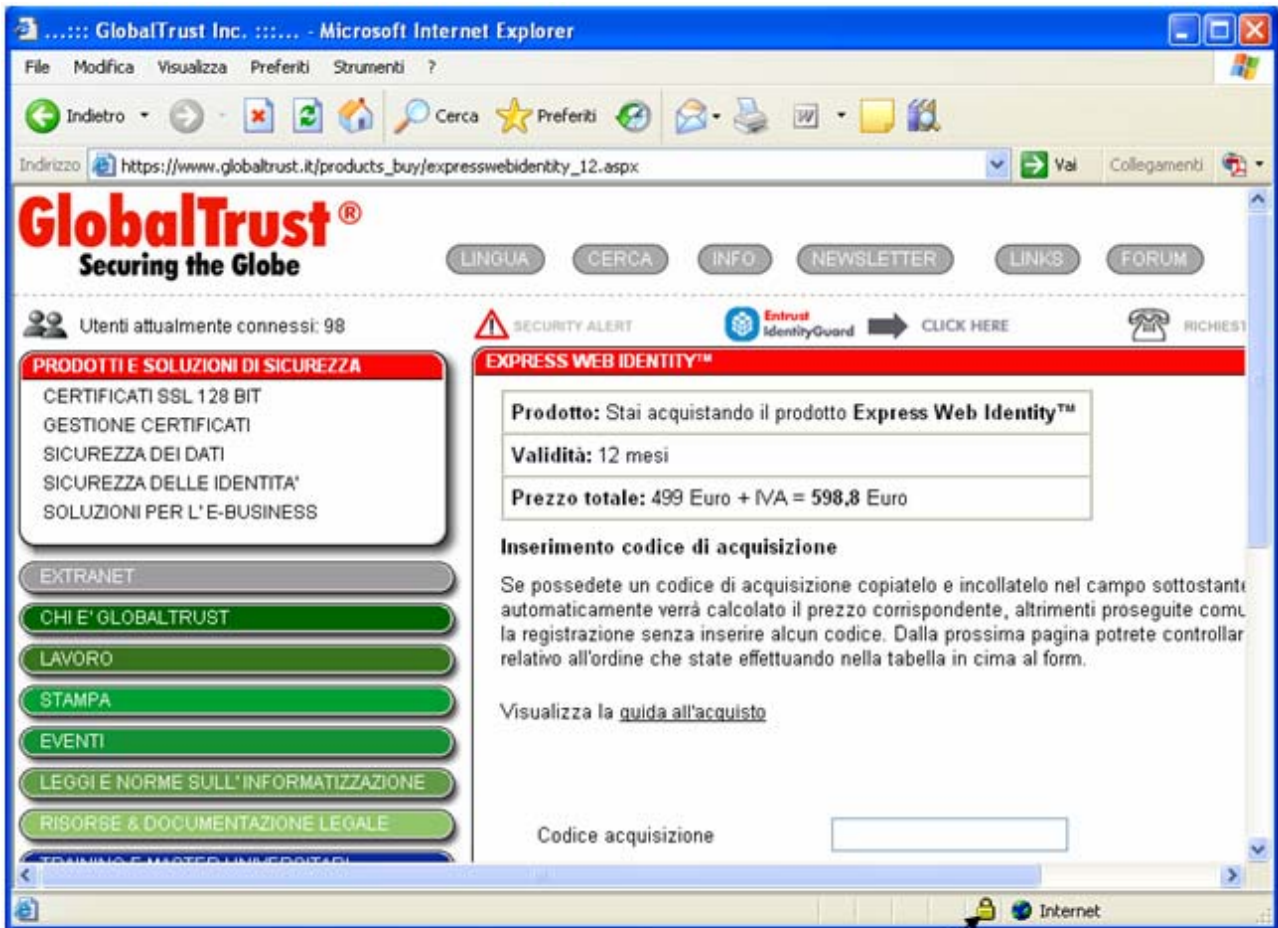 ...::: GlobalTrust Inc. :::... - Microsoft Internet Explorer
File Modifica Visualizza Preferiti Strumenti ?
Indietro Cerca Preferiti
Indirizzo https://www.globaltrust.it/products_buy/expresswebidentity_12.aspx Vai Collegamenti
GlobalTrust®
Securing the Globe
LINGUA CERCA INFO NEWSLETTER LINKS FORUM
Utenti attualmente connessi: 98
SECURITY ALERT
Entrust
IdentityGuard
CLICK HERE
RICHIEST
PRODOTTI E SOLUZIONI DI SICUREZZA
CERTIFICATI SSL 128 BIT
GESTIONE CERTIFICATI
SICUREZZA DEI DATI
SICUREZZA DELLE IDENTITA'
SOLUZIONI PER L' E-BUSINESS
EXTRANET
CHI E' GLOBALTRUST
LAVORO
STAMPA
EVENTI
LEGGI E NORME SULL' INFORMATIZZAZIONE
RISORSE & DOCUMENTAZIONE LEGALE
TRAINING E MASTER UNIVERSITARI
EXPRESS WEB IDENTITY™
Prodotto: Stai acquistando il prodotto Express Web Identity™
Validità: 12 mesi
Prezzo totale: 499 Euro + IVA = 598,8 Euro
Inserimento codice di acquisizione
Se possedete un codice di acquisizione copiatelo e incollatelo nel campo sottostante
automaticamente verrà calcolato il prezzo corrispondente, altrimenti proseguite comu
la registrazione senza inserire alcun codice. Dalla prossima pagina potrete controllar
relativo all'ordine che state effettuando nella tabella in cima al form.
Visualizza la guida all'acquisto
Codice acquisizione
Internet